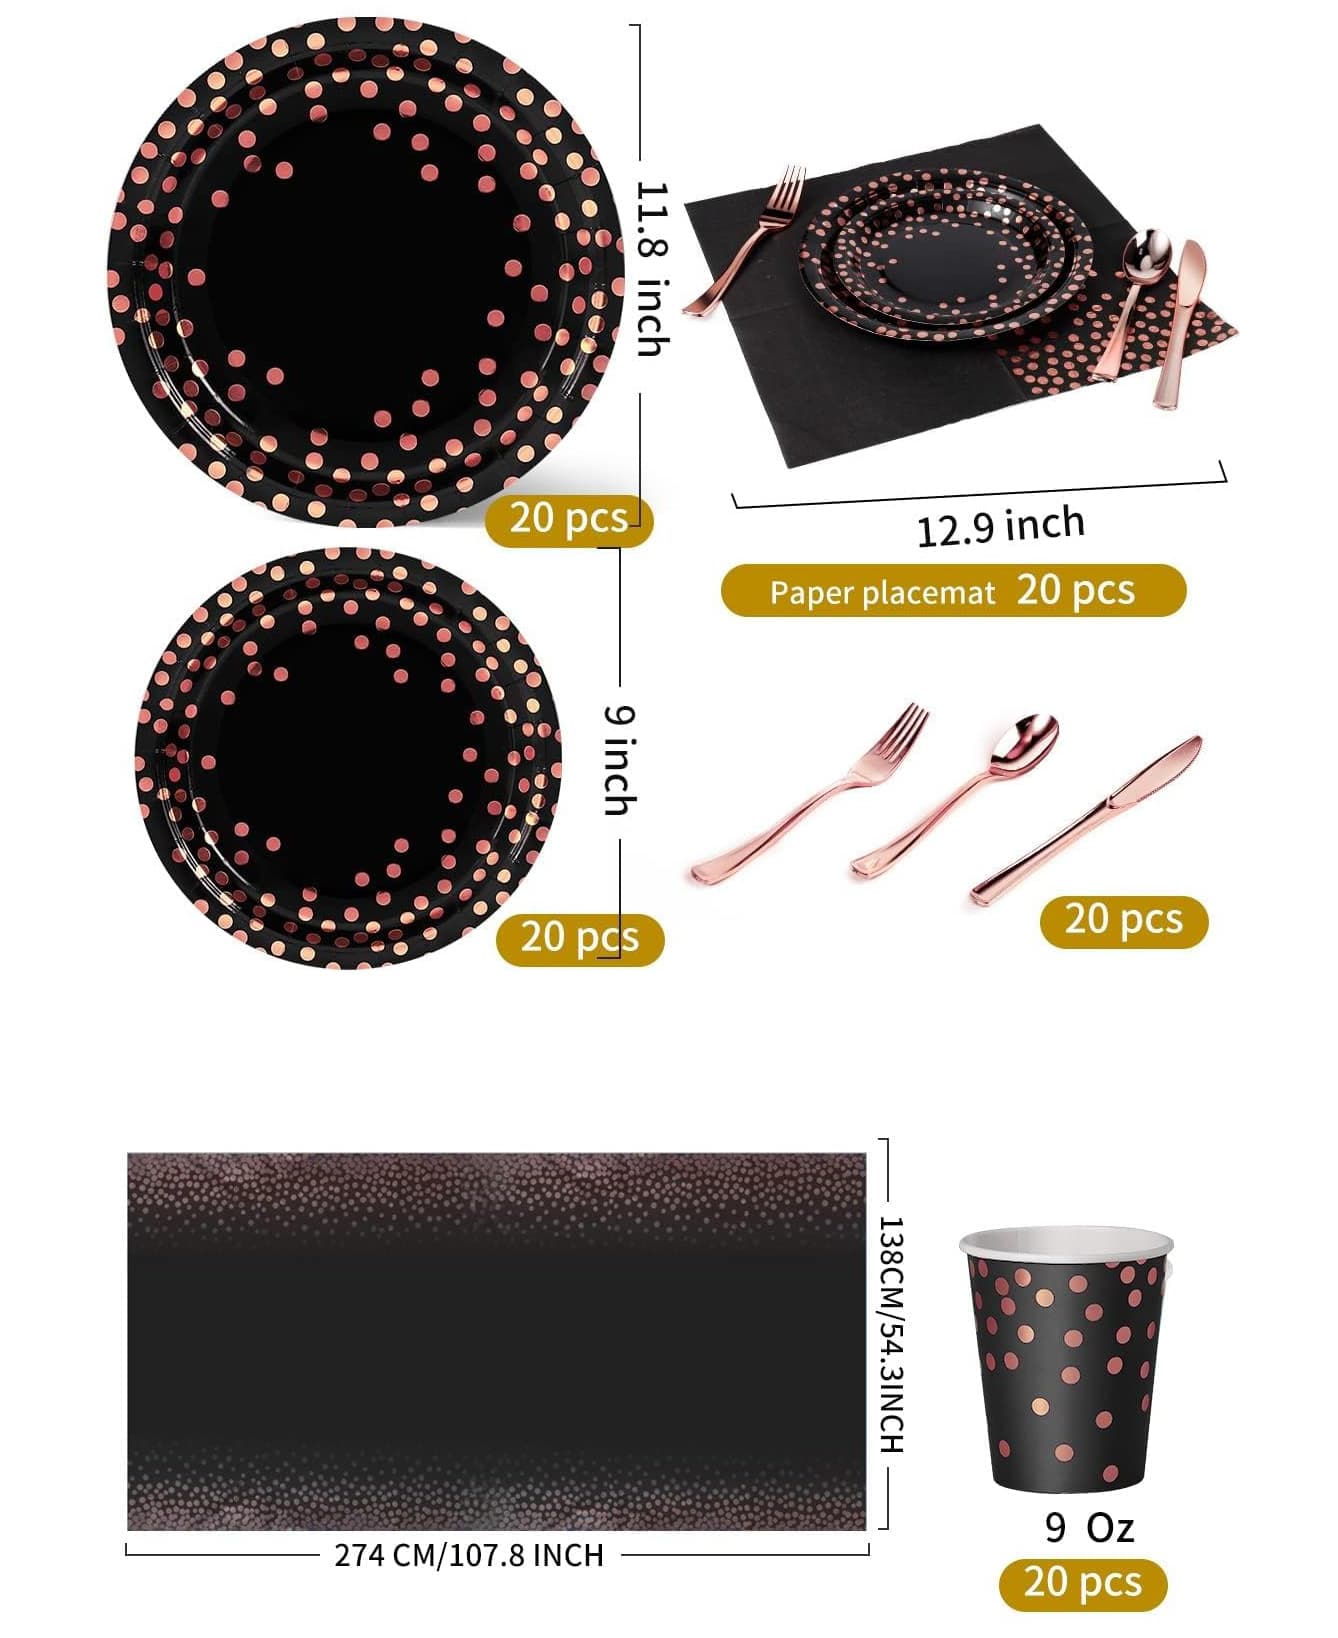 11.8 inch
20 pcs
12.9 inch
Paper placemat 20 pcs
9 inch
20 pcs
20 pcs
138CM/54.3INCH
274 CM/107.8 INCH
9 Oz
20 pcs